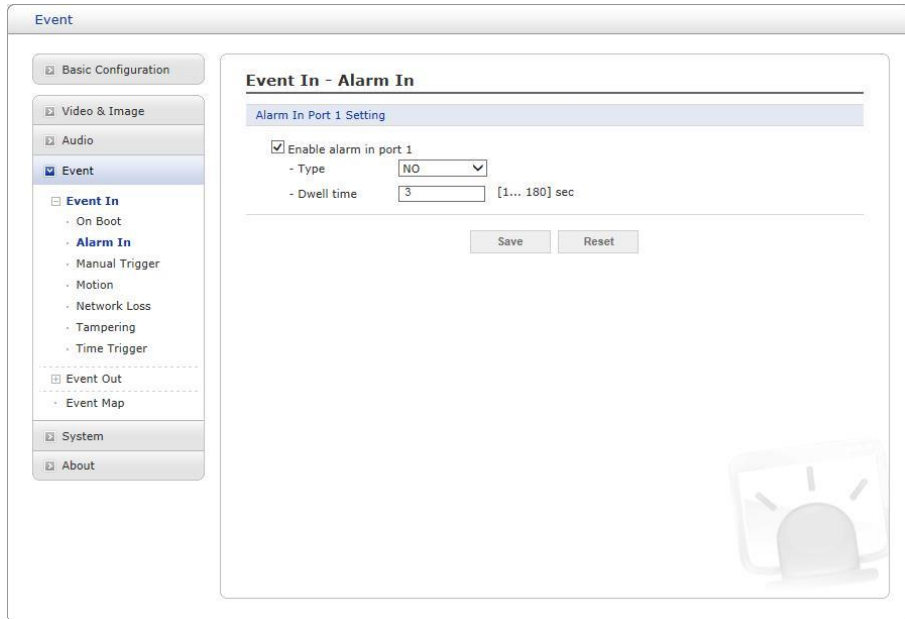 Event
Basic Configuration
Video & Image
Audio
Event
Event In
On Boot
Alarm In
Manual Trigger
Motion
Network Loss
Tampering
Time Trigger
Event Out
Event Map
System
About
Event In - Alarm In
Alarm In Port 1 Setting
Enable alarm in port 1
- Type NO
- Dwell time 3 [1... 180] sec
Save Reset